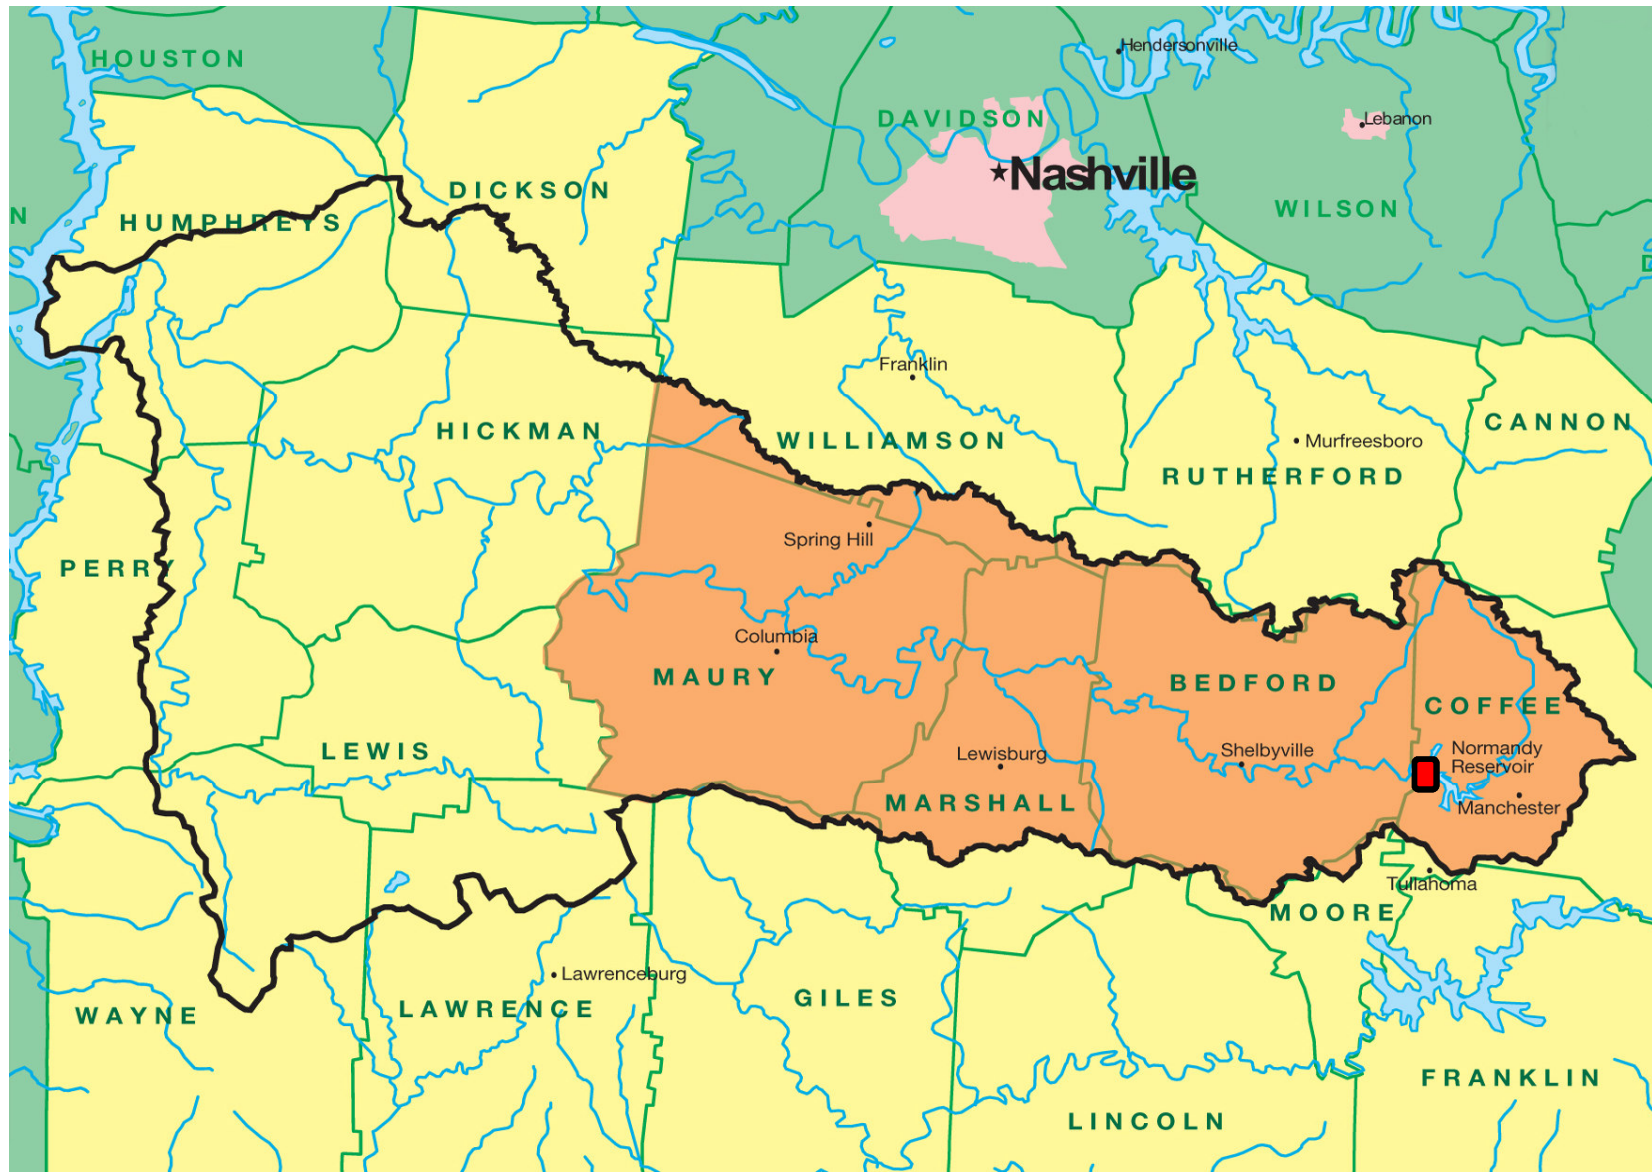 HOUSTON
Hendersonville
DAVIDSON
Lebanon
Nashville
DICKSON
WILSON
N
HUMPHREYS
D
Franklin
HICKMAN
WILLIAMSON
Murfreesboro
CANNON
RUTHERFORD
Spring Hill
PERRY
Columbia
MAURY
BEDFORD
COFFEE
LEWIS
Lewisburg
Shelbyville
Normandy
Reservoir
MARSHALL
Manchester
Tullahoma
MOORE
Lawrenceburg
GILES
WAYNE
LAWRENCE
FRANKLIN
LINCOLN